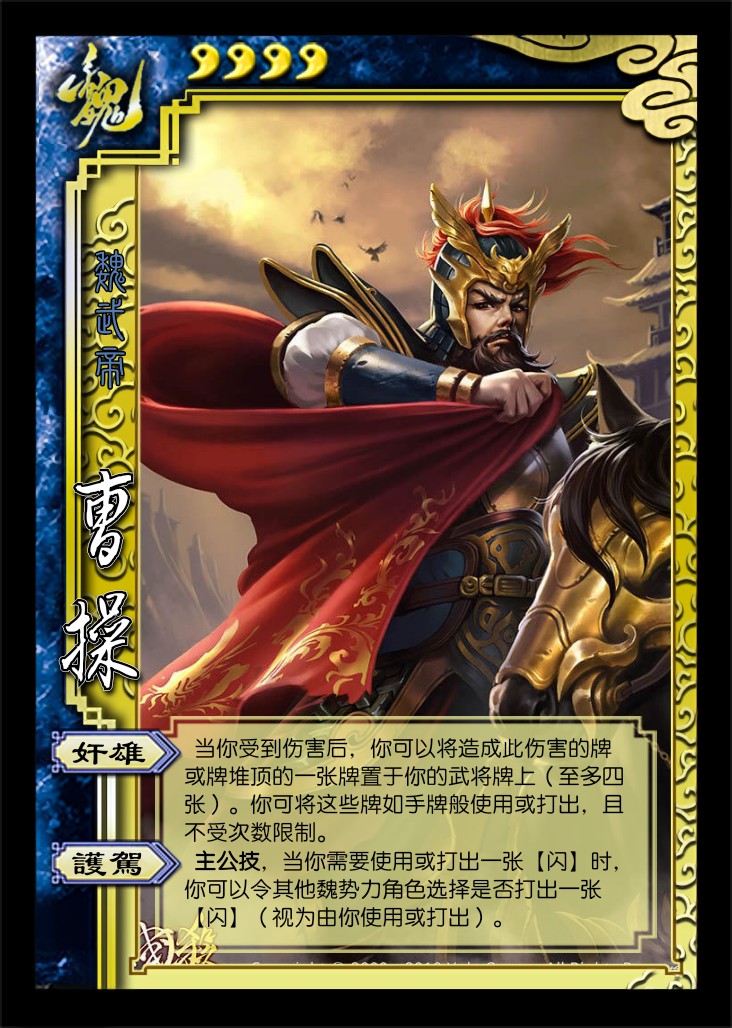 魏
魏武帝
曹操
奸雄
当你受到伤害后，你可以将造成此伤害的牌
或牌堆顶的一张牌置于你的武将牌上（至多四
张）。你可将这些牌如手牌般使用或打出，且
不受次数限制。
護駕
主公技，当你需要使用或打出一张【闪】时，
你可以令其他魏势力角色选择是否打出一张
【闪】（视为由你使用或打出）。